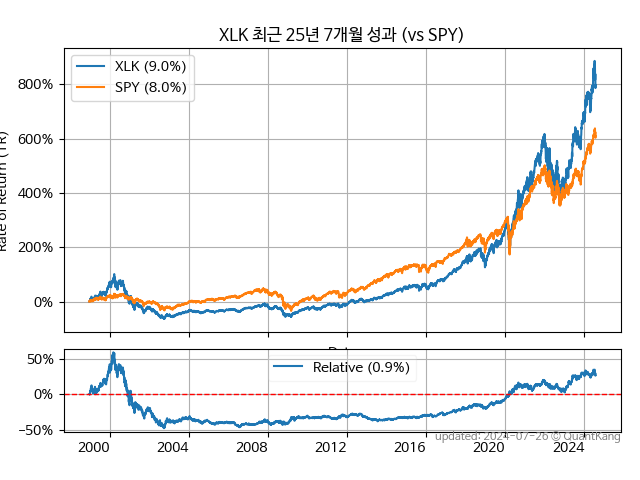 XLK 최근 25년 7개월 성과 (vs SPY)
XLK (9.0%)
SPY (8.0%)
800%
600%
400%
200%
0%
Rate of Return (TR)
Relative (0.9%)
50%
0%
−50%
2000 2004 2008 2012 2016 2020 2024
updated: 2024-07-26 © QuantKang